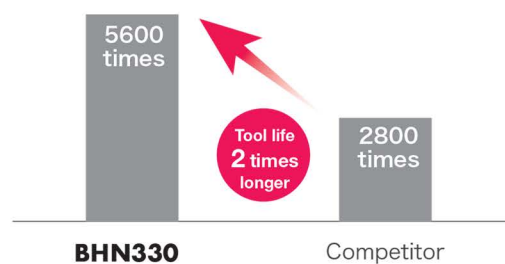 5600
times
Tool life
2 times
longer
2800
times
BHN330
Competitor